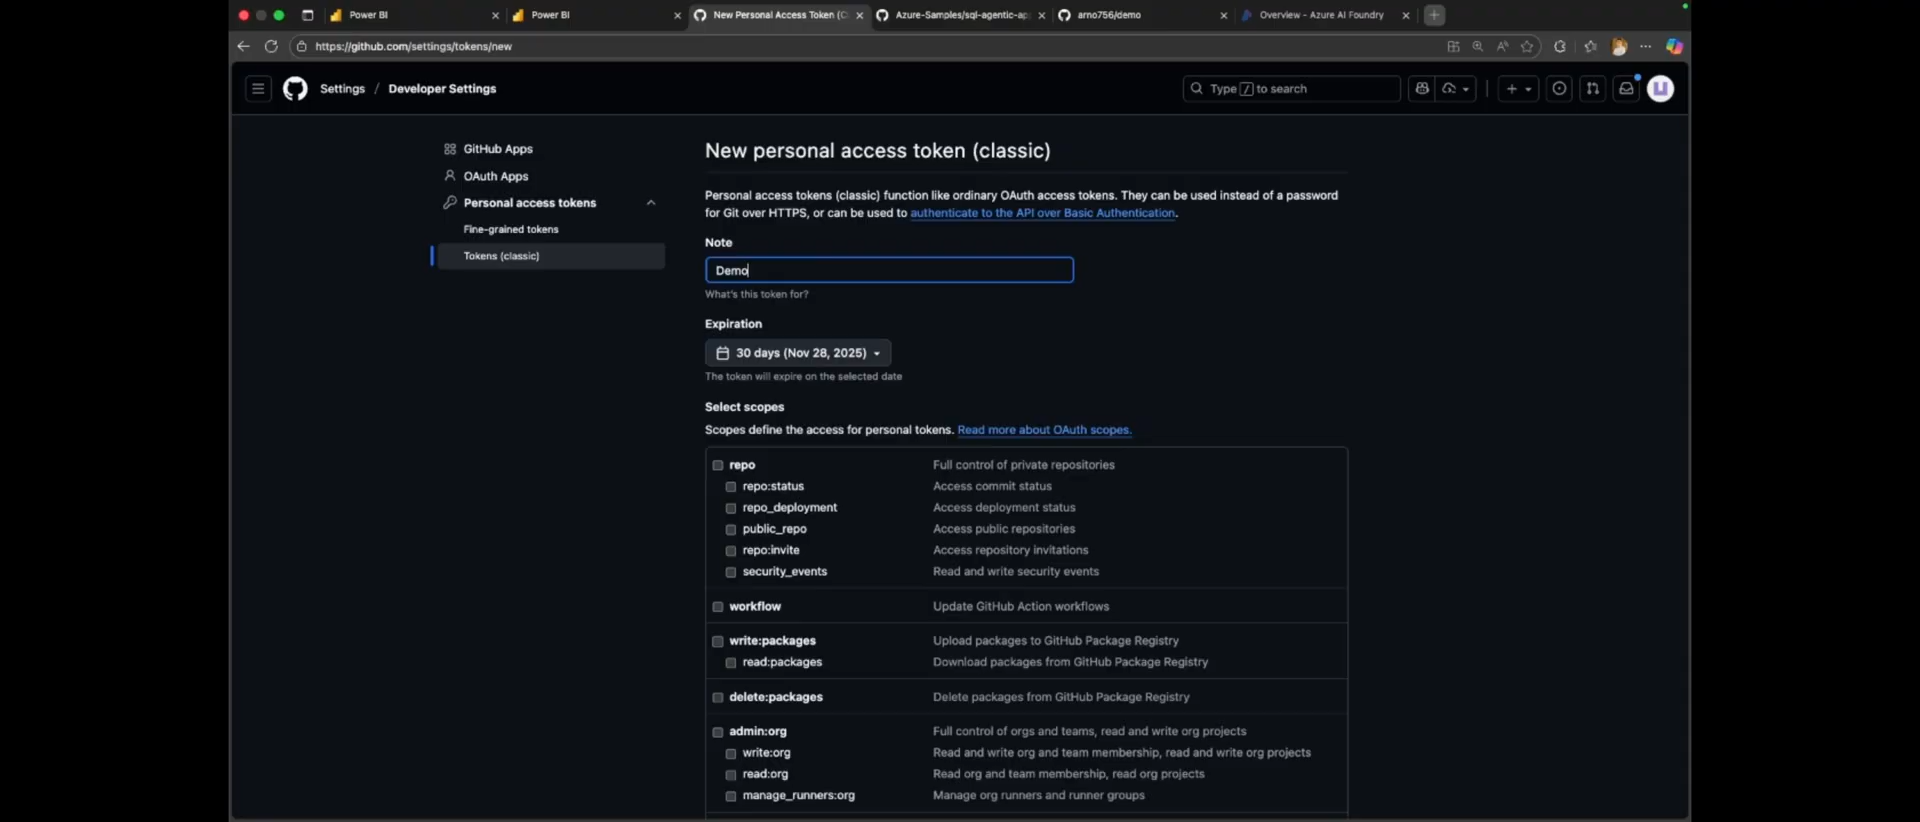 Power BI
Power BI
New Personal Access Token (C
Azure-Samples/sql-agentic-ap
arno756/demo
Overview - Azure AI Foundry
https://github.com/settings/tokens/new
Settings / Developer Settings
Type / to search
GitHub Apps
OAuth Apps
Personal access tokens
Fine-grained tokens
Tokens (classic)
New personal access token (classic)
Personal access tokens (classic) function like ordinary OAuth access tokens. They can be used instead of a password
for Git over HTTPS, or can be used to authenticate to the API over Basic Authentication.
Note
Demo
What's this token for?
Expiration
30 days (Nov 28, 2025)
The token will expire on the selected date
Select scopes
Scopes define the access for personal tokens. Read more about OAuth scopes.
repo Full control of private repositories
repo:status Access commit status
repo_deployment Access deployment status
public_repo Access public repositories
repo:invite Access repository invitations
security_events Read and write security events
workflow Update GitHub Action workflows
write:packages Upload packages to GitHub Package Registry
read:packages Download packages from GitHub Package Registry
delete:packages Delete packages from GitHub Package Registry
admin:org Full control of orgs and teams, read and write org projects
write:org Read and write org and team membership, read and write org projects
read:org Read org and team membership, read org projects
manage_runners:org Manage org runners and runner groups